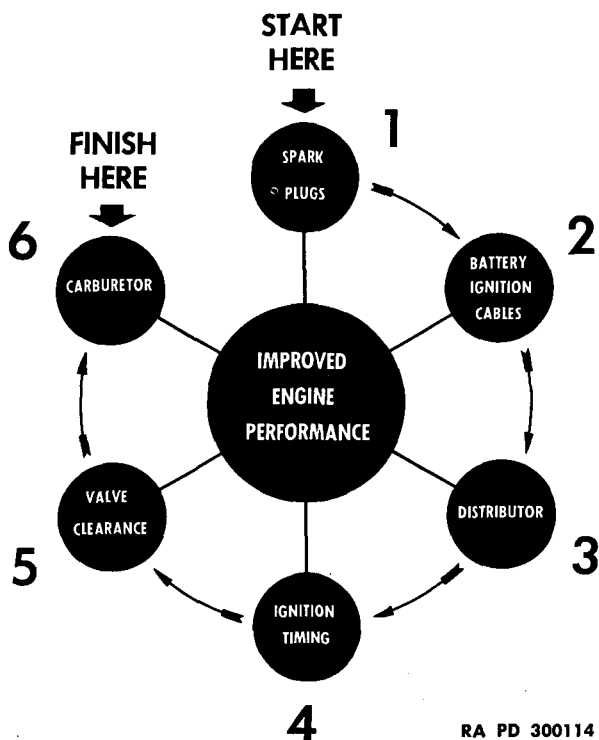 START
HERE
1
SPARK
PLUGS
FINISH
HERE
6
CARBURETOR
2
BATTERY
IGNITION
CABLES
IMPROVED
ENGINE
PERFORMANCE
VALVE
CLEARANCE
5
DISTRIBUTOR
3
IGNITION
TIMING
4
RA PD 300114